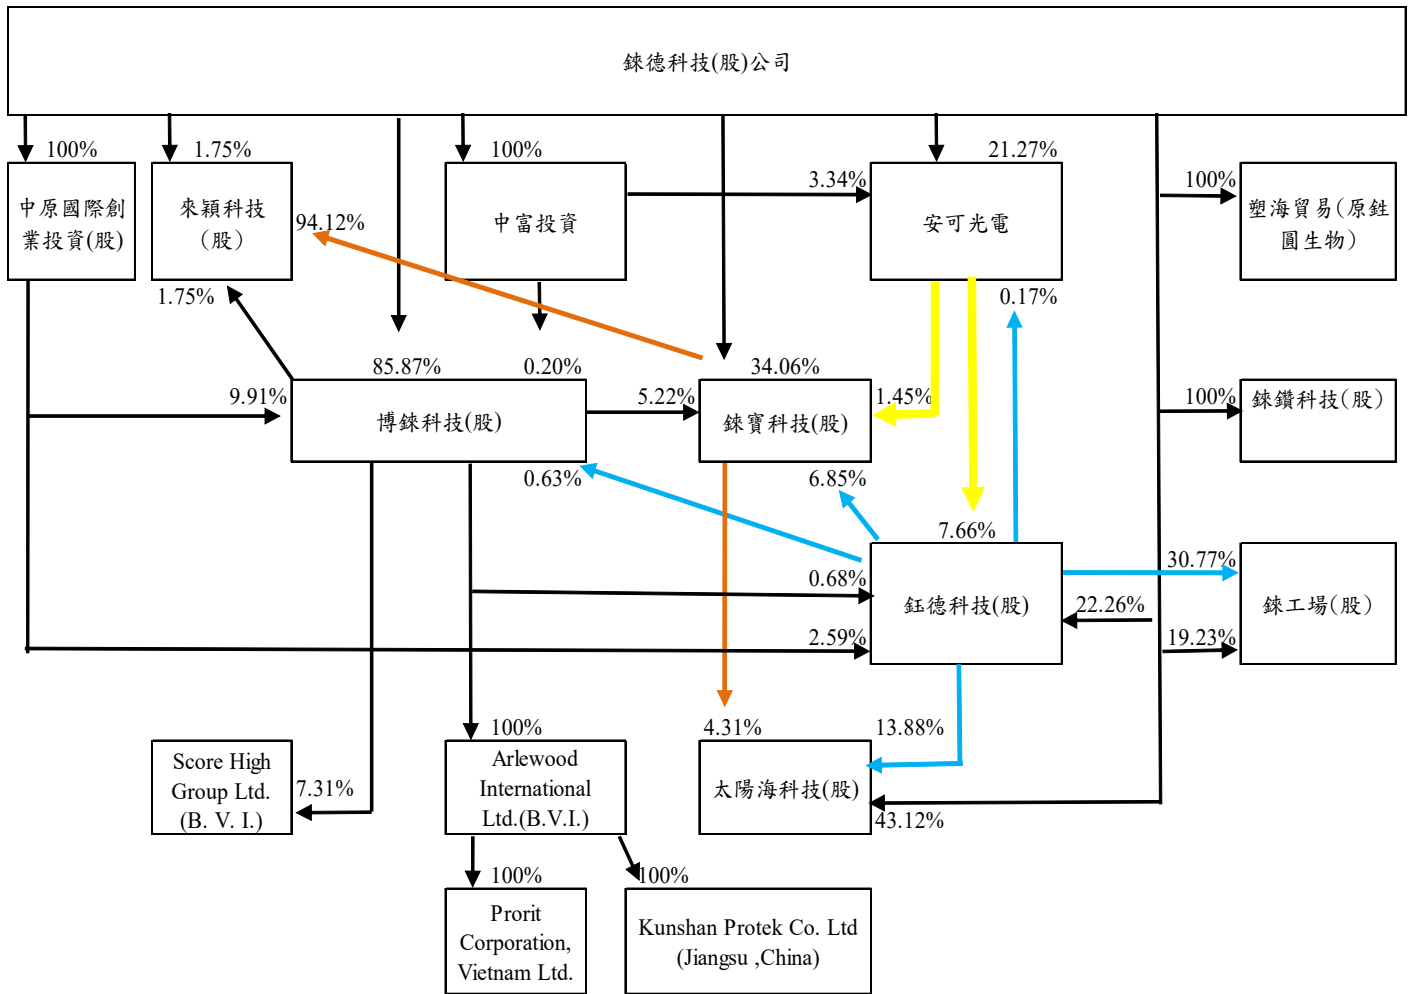 錸德科技(股)公司
100%
1.75%
100%
21.27%
中原國際創
業投資(股)
來穎科技
（股）
94.12%
中富投資
3.34%
安可光電
100%
塑海貿易(原鉎
圓生物）
1.75%
0.17%
85.87%
0.20%
34.06%
9.91%
博錸科技(股)
5.22%
錸寶科技(股)
1.45%
100%
錸鑽科技（股）
0.63%
6.85%
7.66%
0.68%
鈺德科技(股)
22.26%
30.77%
錸工場（股）
2.59%
19.23%
100%
4.31%
13.88%
Score High
Group Ltd.
(B. V. I.)
7.31%
Arlewood
International
Ltd.(B.V.I.)
太陽海科技(股)
43.12%
100%
100%
Prorit
Corporation,
Vietnam Ltd.
Kunshan Protek Co. Ltd
(Jiangsu ,China)